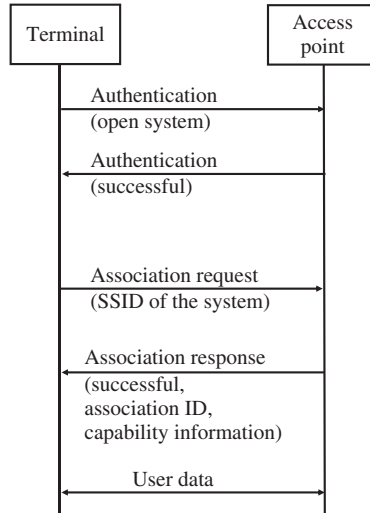 Terminal
Access
point
Authentication
(open system)
Authentication
(successful)
Association request
(SSID of the system)
Association response
(successful,
association ID,
capability information)
User data